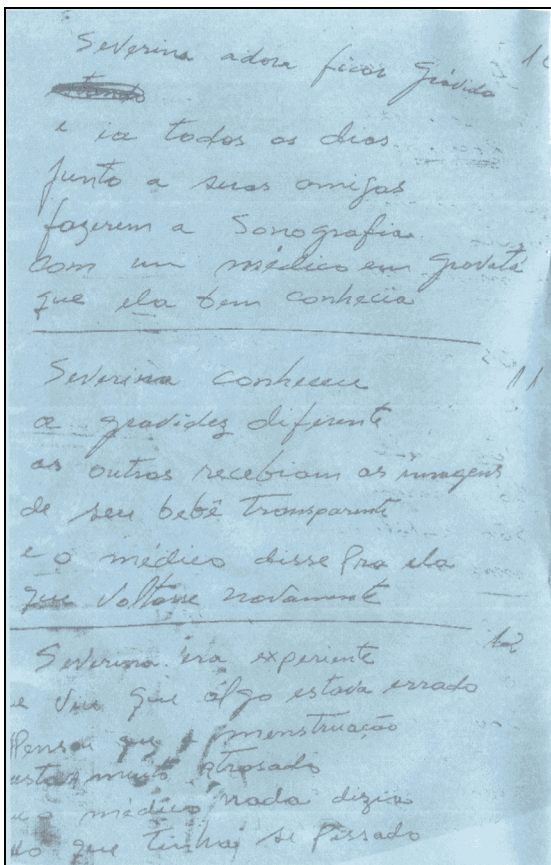 Severina adora ficar grávida
e ia todos os dias
junto a suas amigas
fazerem a Sonografia
com um médico em Gravatá
que ela bem conhecia
11
Severina conheceu
a gravidez diferente
as outras recebiam as imagens
de seu bebê transparente
e o médico disse pra ela
que voltasse novamente
12
Severina era experiente
e viu que algo estava errado
Pensou que a menstruação
estava muito atrasado
e o médico nada dizia
do que tinha se passado